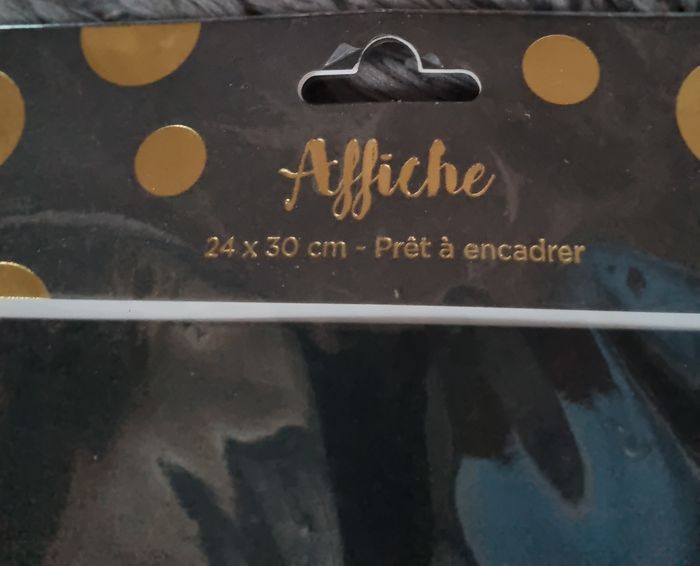 Affiche
24 x 30 cm - Prêt à encadrer